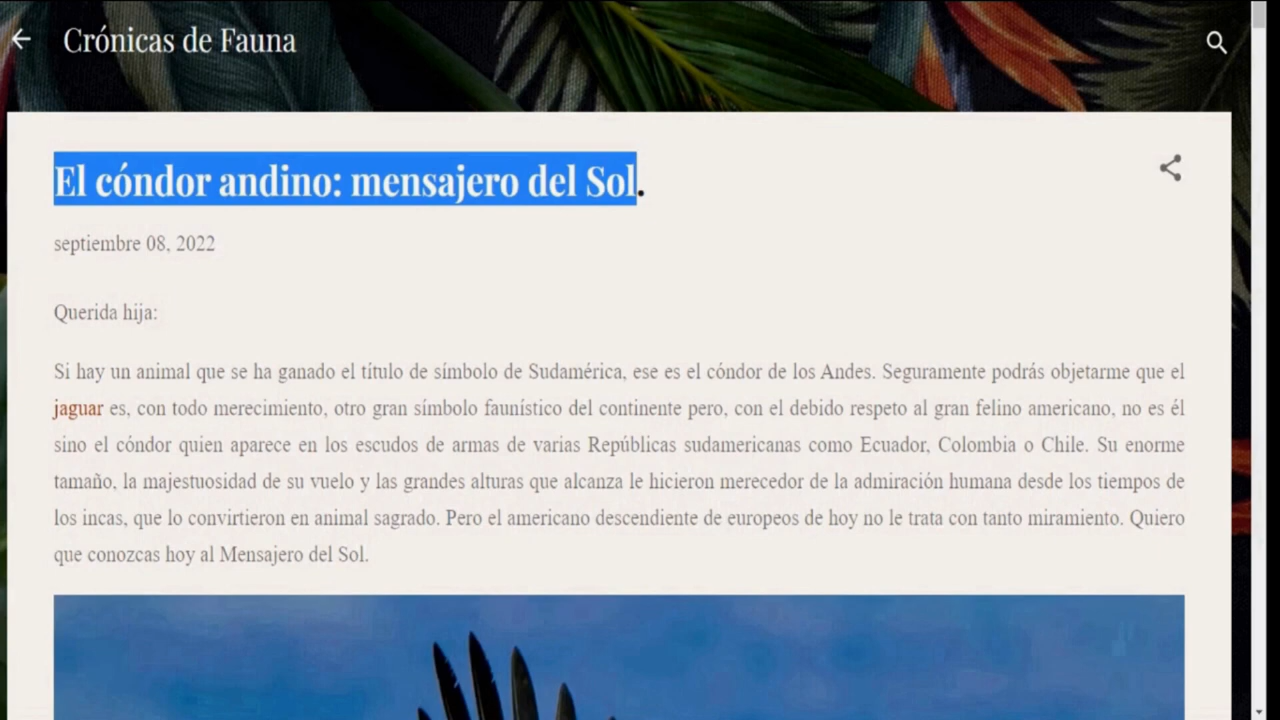 Crónicas de Fauna
El cóndor andino: mensajero del Sol.
septiembre 08, 2022
Querida hija:
Si hay un animal que se ha ganado el título de símbolo de Sudamérica, ese es el cóndor de los Andes. Seguramente podrás objetarme que el
jaguar es, con todo merecimiento, otro gran símbolo faunístico del continente pero, con el debido respeto al gran felino americano, no es él
sino el cóndor quien aparece en los escudos de armas de varias Repúblicas sudamericanas como Ecuador, Colombia o Chile. Su enorme
tamaño, la majestuosidad de su vuelo y las grandes alturas que alcanza le hicieron merecedor de la admiración humana desde los tiempos de
los incas, que lo convirtieron en animal sagrado. Pero el americano descendiente de europeos de hoy no le trata con tanto miramiento. Quiero
que conozcas hoy al Mensajero del Sol.